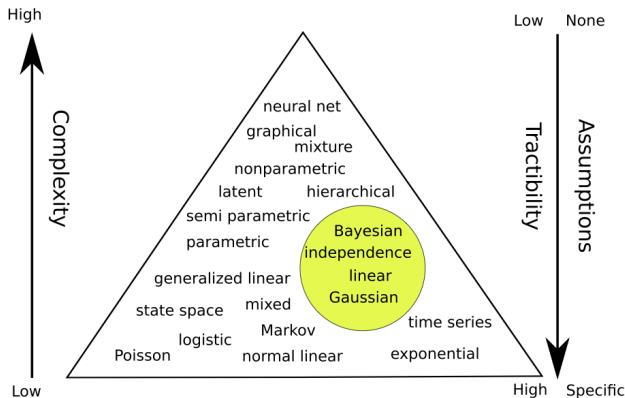 High
Low None
neural net
graphical
mixture
nonparametric
latent hierarchical
semi parametric
parametric
Bayesian
independence
linear
Gaussian
generalized linear
state space mixed
Markov
logistic
Poisson normal linear
time series
exponential
Complexity
Tractibility
Assumptions
Low
High Specific